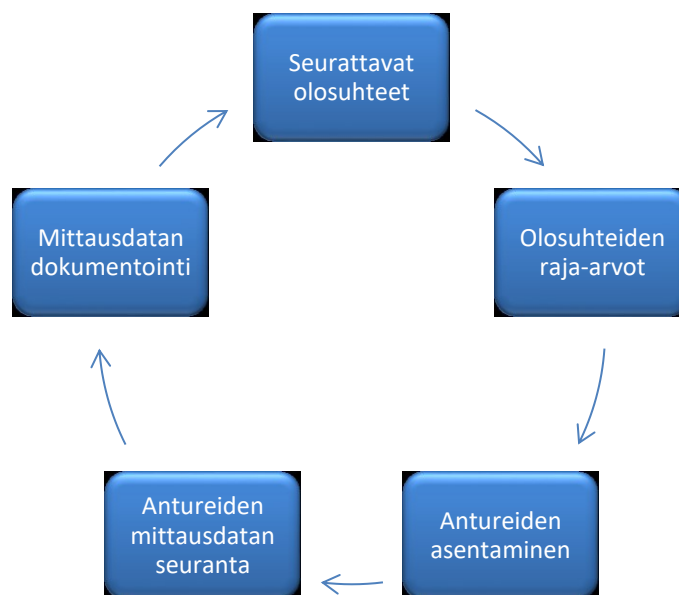 Seurattavat
olosuhteet
Olosuhteiden
raja-arvot
Antureiden
asentaminen
Antureiden
mittausdatan
seuranta
Mittausdatan
dokumentointi